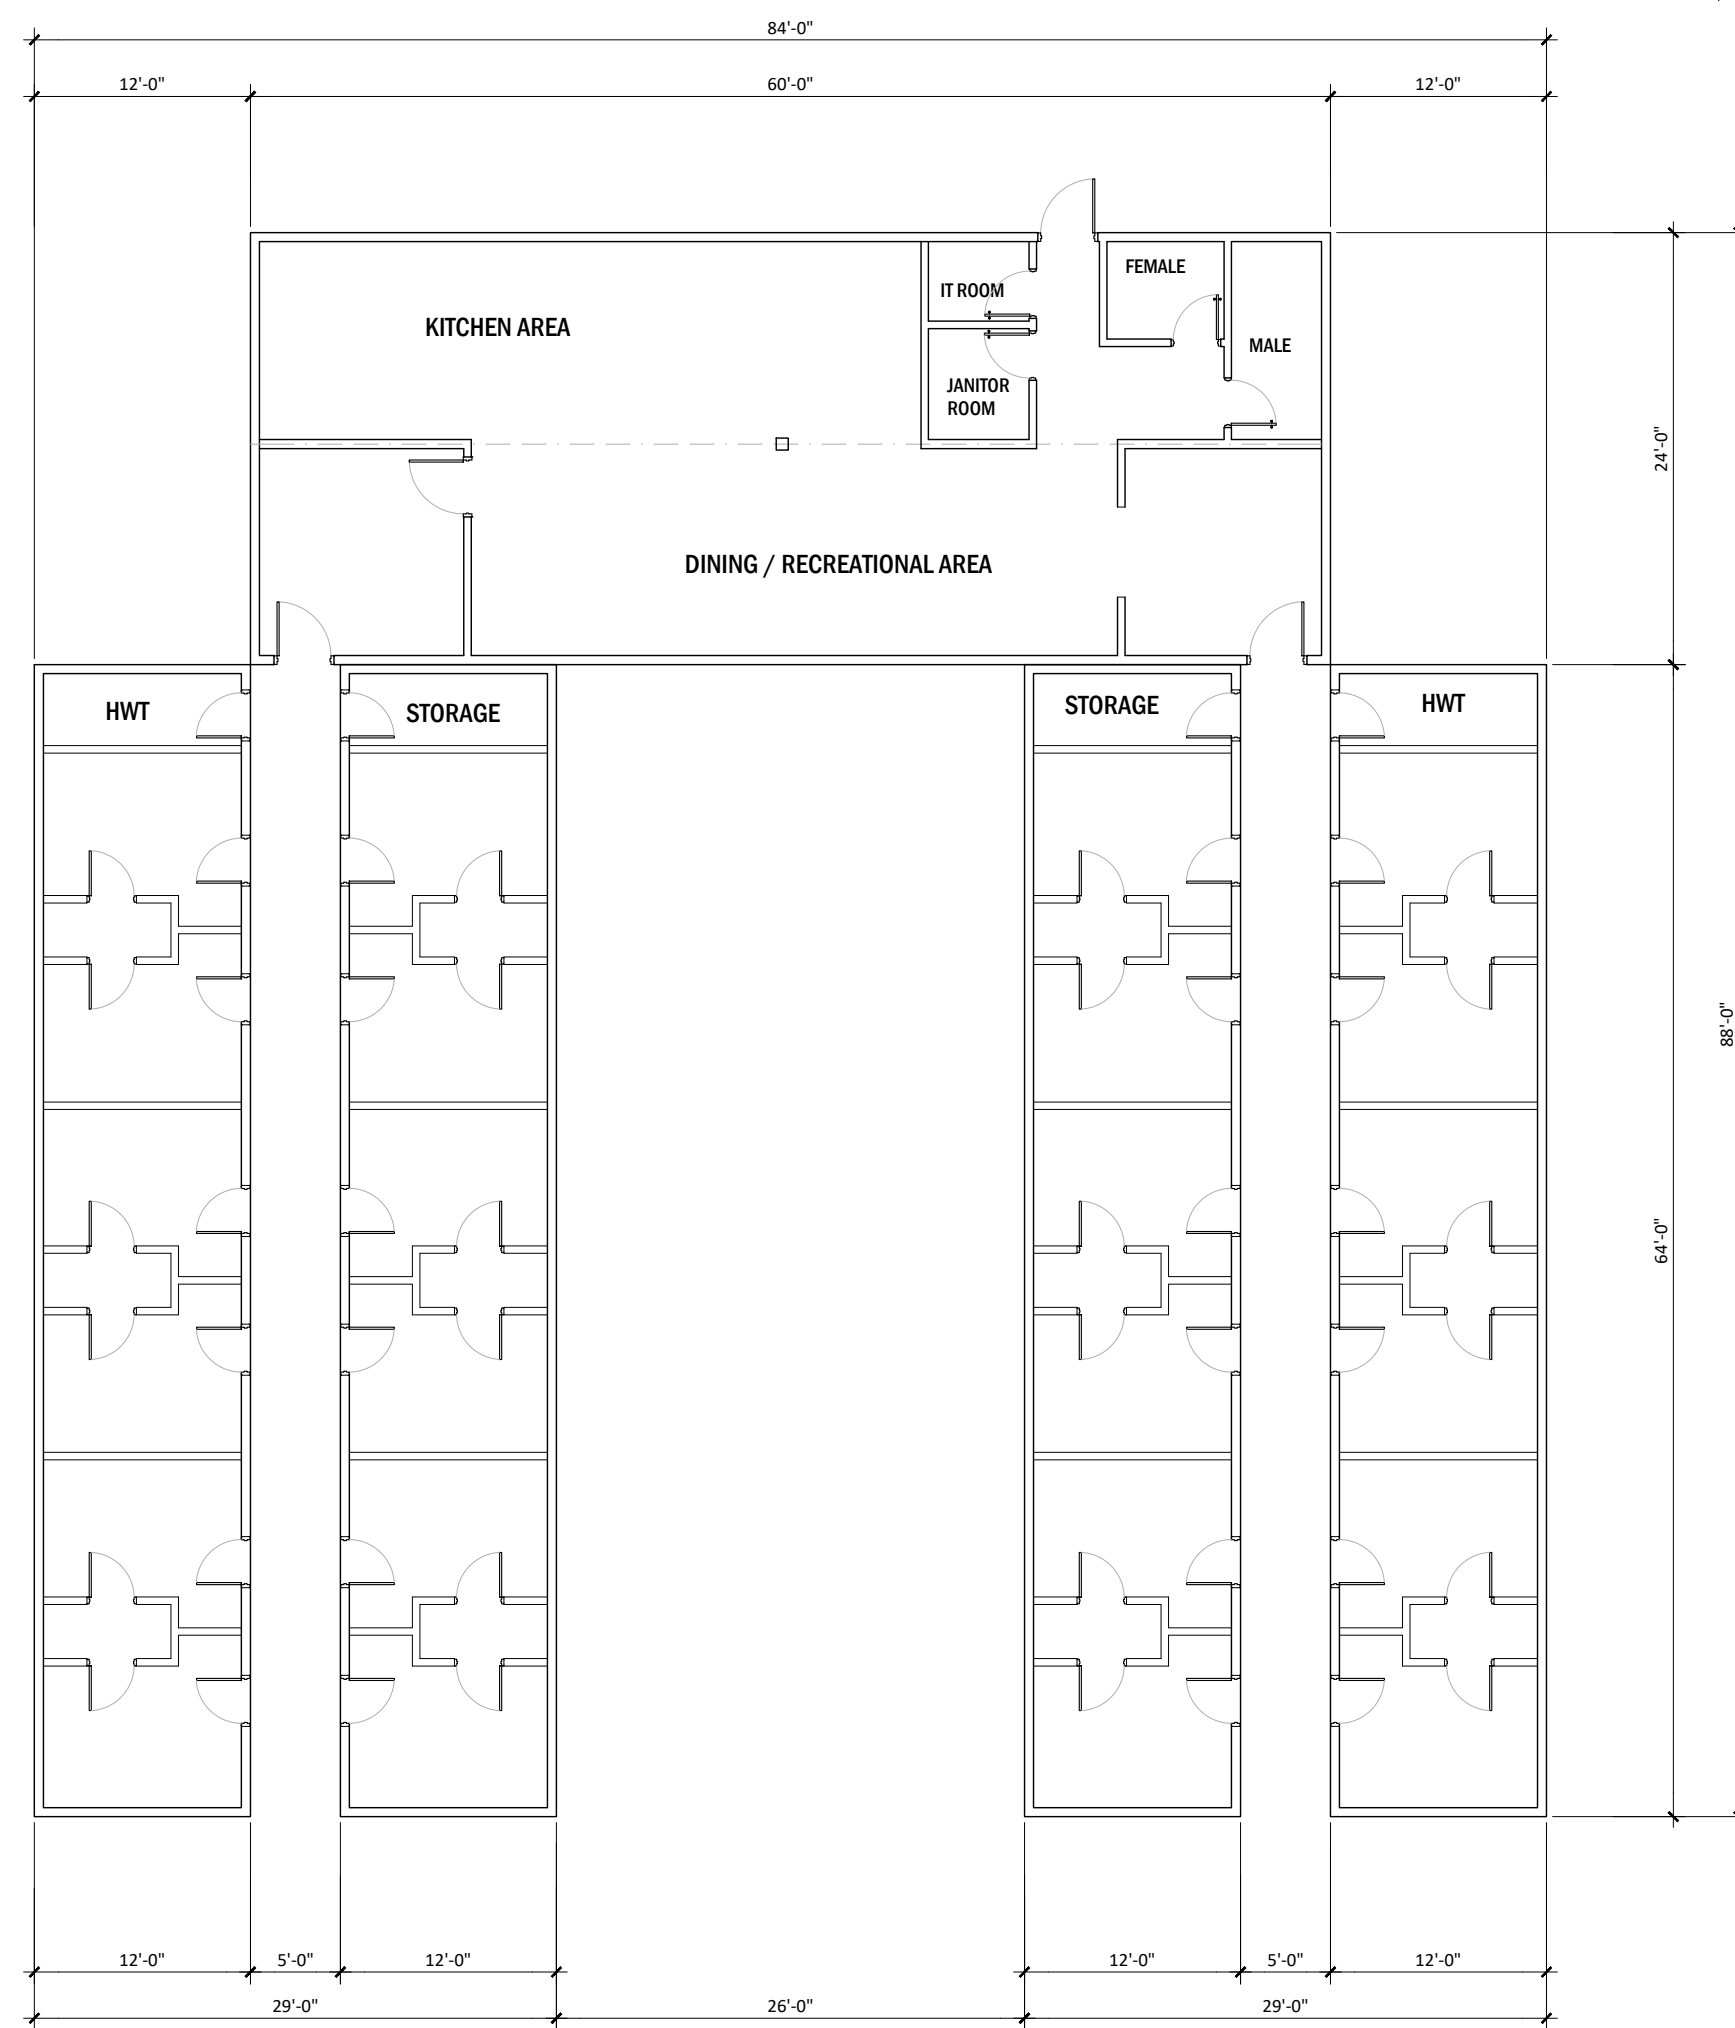 84'-0"
12'-0"
60'-0"
12'-0"
FEMALE
IT ROOM
KITCHEN AREA
MALE
JANITOR
ROOM
24'-0"
DINING / RECREATIONAL AREA
HWT
STORAGE
STORAGE
HWT
88'-0"
64'-0"
12'-0"
5'-0"
12'-0"
12'-0"
5'-0"
12'-0"
29'-0"
26'-0"
29'-0"